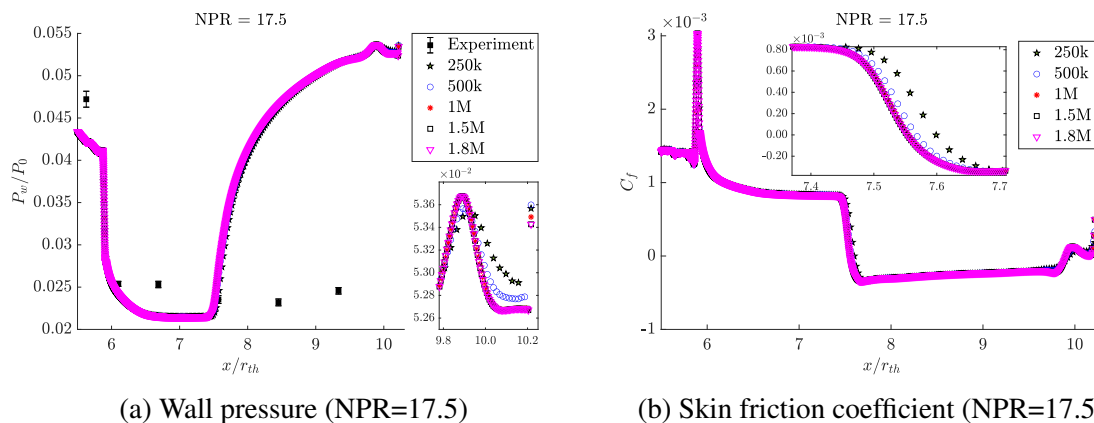 NPR = 17.5
0.055
0.05
0.045
0.04
0.035
0.03
0.025
0.02
P_w/P_0
6 7 8 9 10
x/r_{th}
Experiment
250k
500k
1M
1.5M
1.8M
×10^{-2}
5.36
5.34
5.32
5.30
5.28
5.26
9.8 10.0 10.2
(a) Wall pressure (NPR=17.5)
NPR = 17.5
×10^{-3}
3
2
1
0
-1
C_f
6 7 8 9 10
x/r_{th}
×10^{-3}
0.82
0.60
0.40
0.20
0.00
-0.20
7.4 7.5 7.6 7.7
250k
500k
1M
1.5M
1.8M
(b) Skin friction coefficient (NPR=17.5